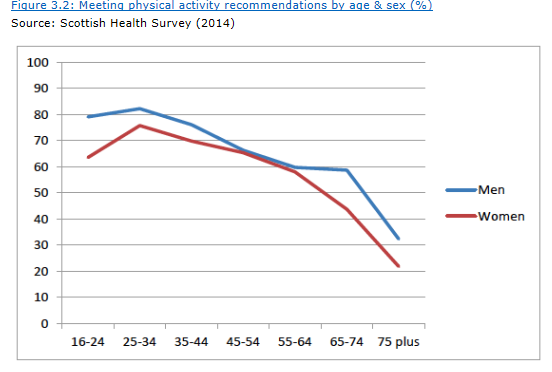 Figure 3.2: Meeting physical activity recommendations by age & sex (%)
Source: Scottish Health Survey (2014)
100
90
80
70
60
50
40
30
20
10
0
Men
Women
16-24 25-34 35-44 45-54 55-64 65-74 75 plus